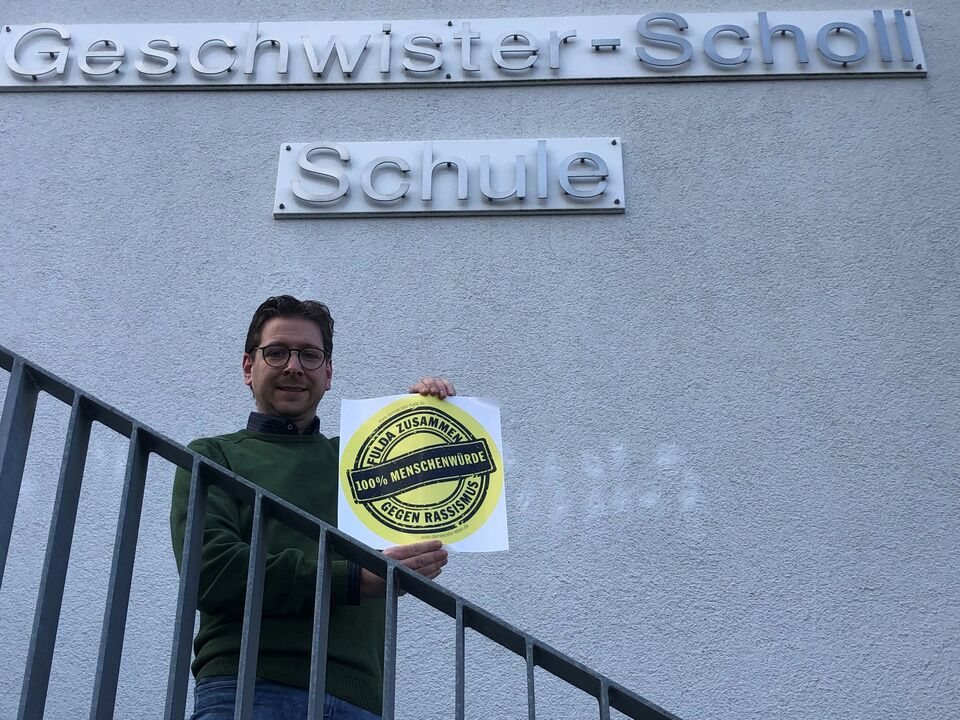 Geschwister-Scholl
Schule
FULDA ZUSAMMEN
100% MENSCHENWÜRDE
GEGEN RASSISMUS